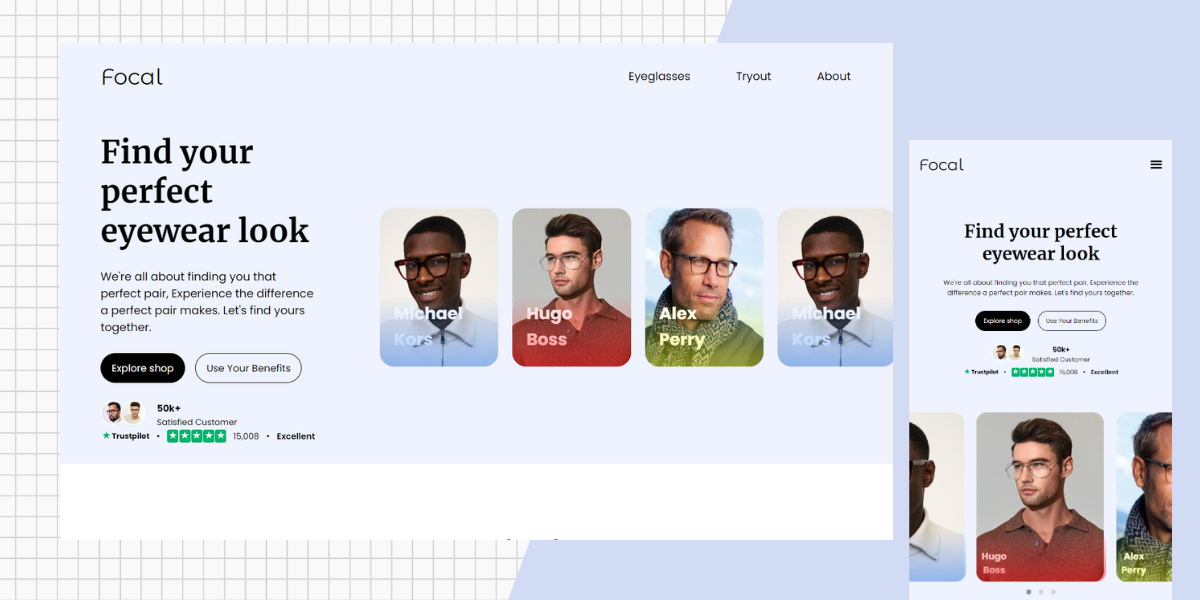 Focal
Eyeglasses
Tryout
About
Find your
perfect
eyewear look
We're all about finding you that
perfect pair, Experience the difference
a perfect pair makes. Let's find yours
together.
Explore shop
Use Your Benefits
50k+
Satisfied Customer
Trustpilot • 15,008 • Excellent
Michael
Kors
Hugo
Boss
Alex
Perry
Michael
Kors
Focal
Find your perfect
eyewear look
We're all about finding you that perfect pair, Experience the
difference a perfect pair makes. Let's find yours together.
Explore shop
Use Your Benefits
50k+
Satisfied Customer
Trustpilot • 15,008 • Excellent
Hugo
Boss
Alex
Perry